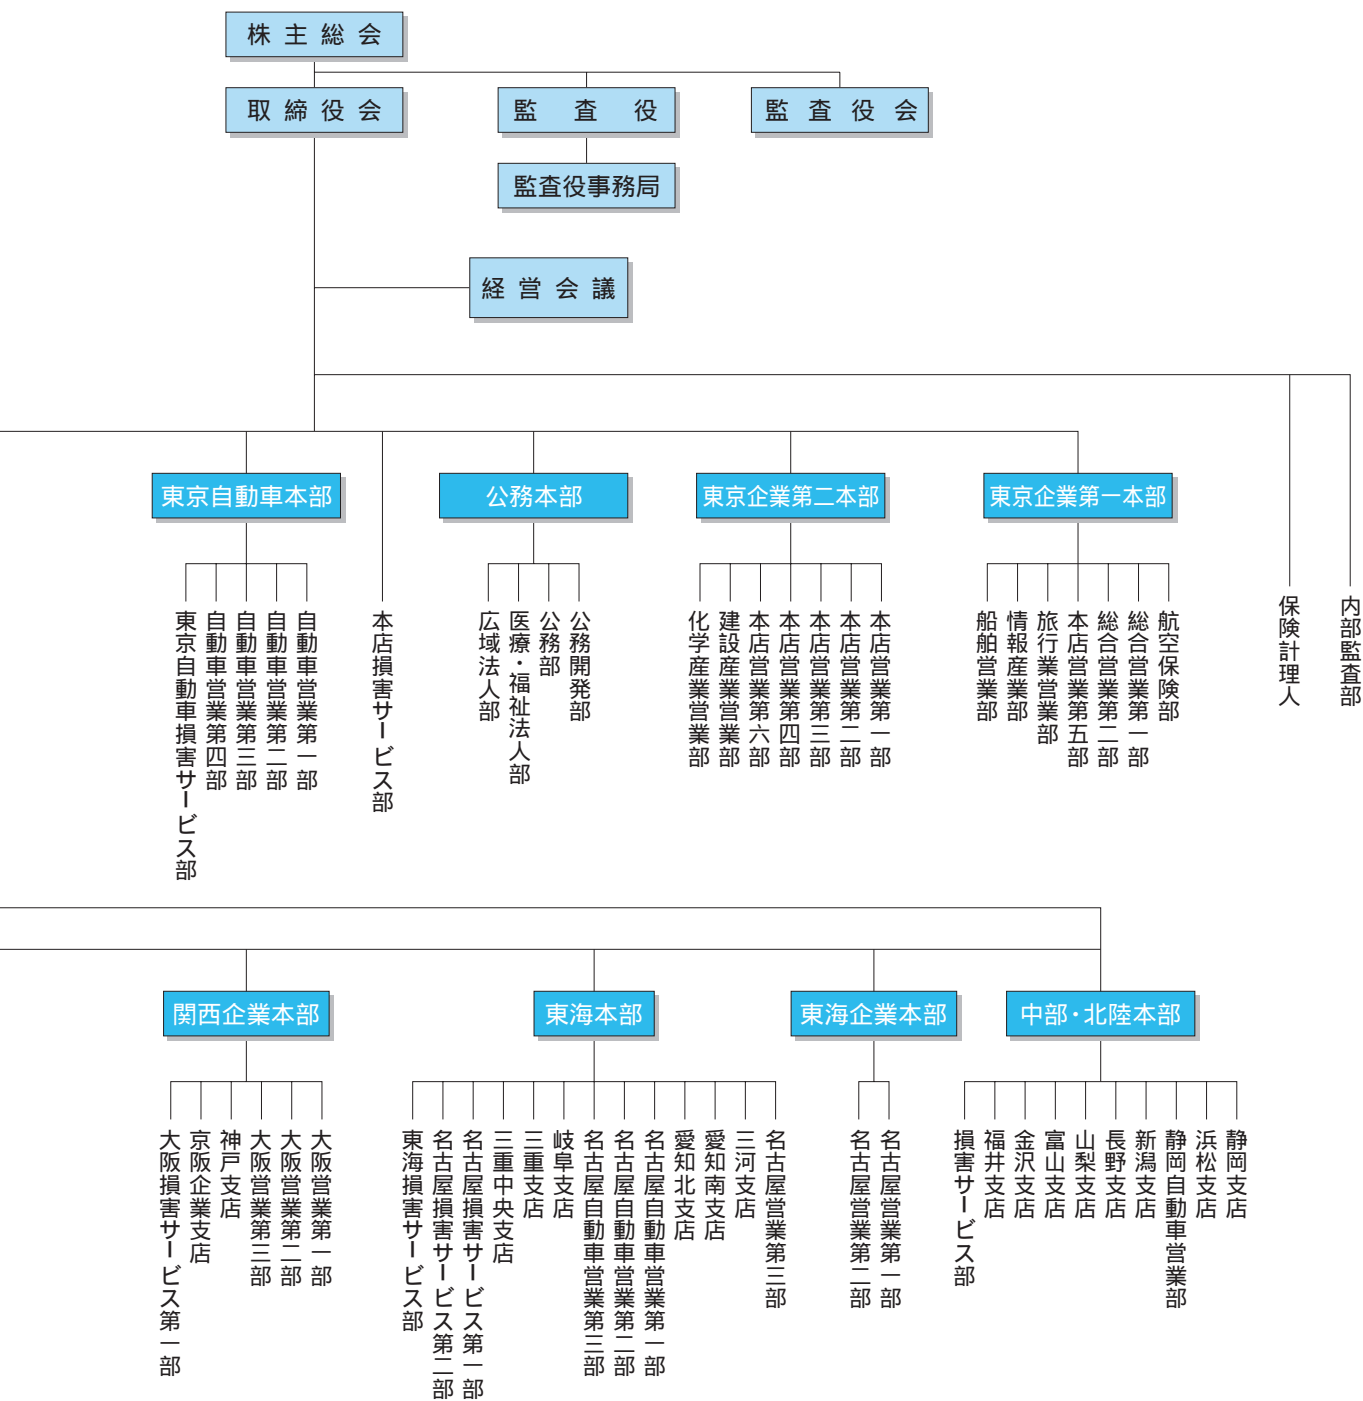 株主総会
取締役会
監査役
監査役会
監査役事務局
経営会議
東京自動車本部
公務本部
東京企業第二本部
東京企業第一本部
内部監査部
保険計理人
航空保険部
総合営業第一部
総合営業第二部
本店営業第五部
旅行業営業部
情報産業部
船舶営業部
本店営業第一部
本店営業第二部
本店営業第三部
本店営業第四部
本店営業第六部
建設産業営業部
化学産業営業部
公務開発部
公務部
医療・福祉法人部
広域法人部
本店損害サービス部
自動車営業第一部
自動車営業第二部
自動車営業第三部
自動車営業第四部
東京自動車損害サービス部
関西企業本部
東海本部
東海企業本部
中部・北陸本部
静岡支店
浜松支店
静岡自動車営業部
新潟支店
長野支店
山梨支店
富山支店
金沢支店
福井支店
損害サービス部
名古屋営業第一部
名古屋営業第二部
名古屋営業第三部
三河支店
愛知南支店
愛知北支店
名古屋自動車営業第一部
名古屋自動車営業第二部
名古屋自動車営業第三部
岐阜支店
三重支店
三重中央支店
名古屋損害サービス第一部
名古屋損害サービス第二部
東海損害サービス部
大阪営業第一部
大阪営業第二部
大阪営業第三部
神戸支店
京阪企業支店
大阪損害サービス第一部